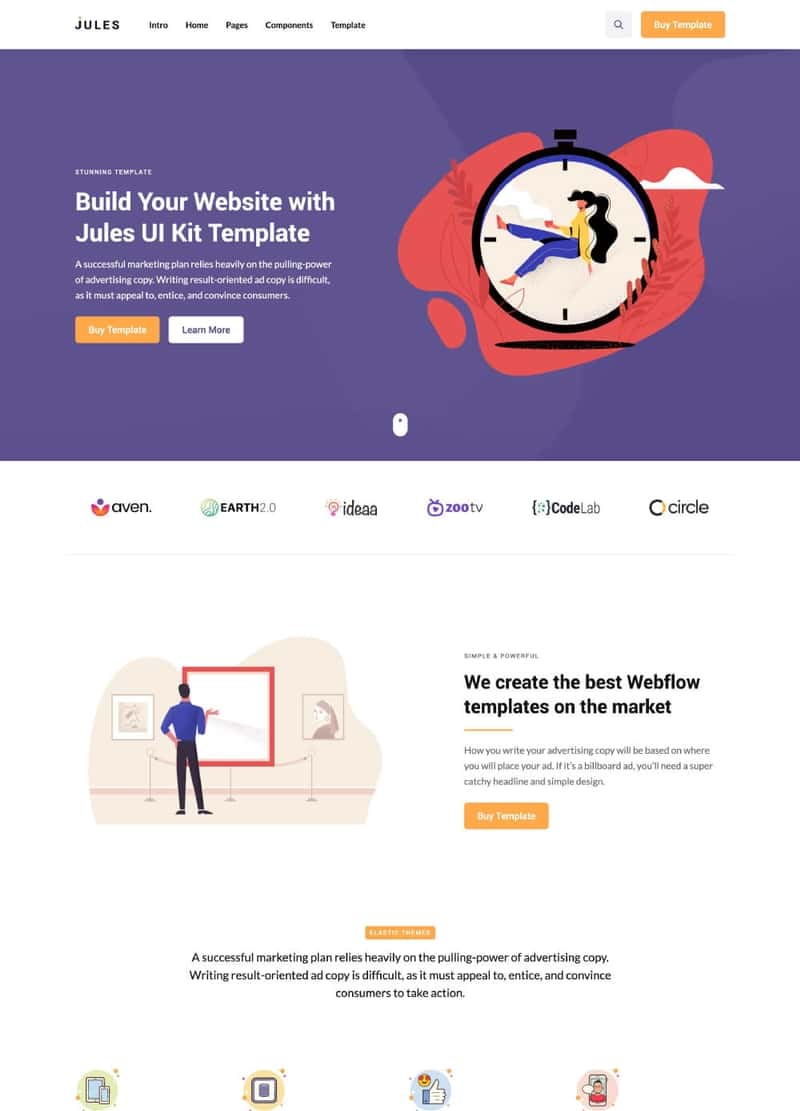 JULES
Intro
Home
Pages
Components
Template
Buy Template
STUNNING TEMPLATE
Build Your Website with
Jules UI Kit Template
A successful marketing plan relies heavily on the pulling-power
of advertising copy. Writing result-oriented ad copy is difficult,
as it must appeal to, entice, and convince consumers.
Buy Template
Learn More
aven.
EARTH2.0
ideaa
zootv
{:}CodeLab
circle
SIMPLE & POWERFUL
We create the best Webflow
templates on the market
How you write your advertising copy will be based on where
you will place your ad. If it's a billboard ad, you'll need a super
catchy headline and simple design.
Buy Template
ELASTIC THEMES
A successful marketing plan relies heavily on the pulling-power of advertising copy.
Writing result-oriented ad copy is difficult, as it must appeal to, entice, and convince
consumers to take action.